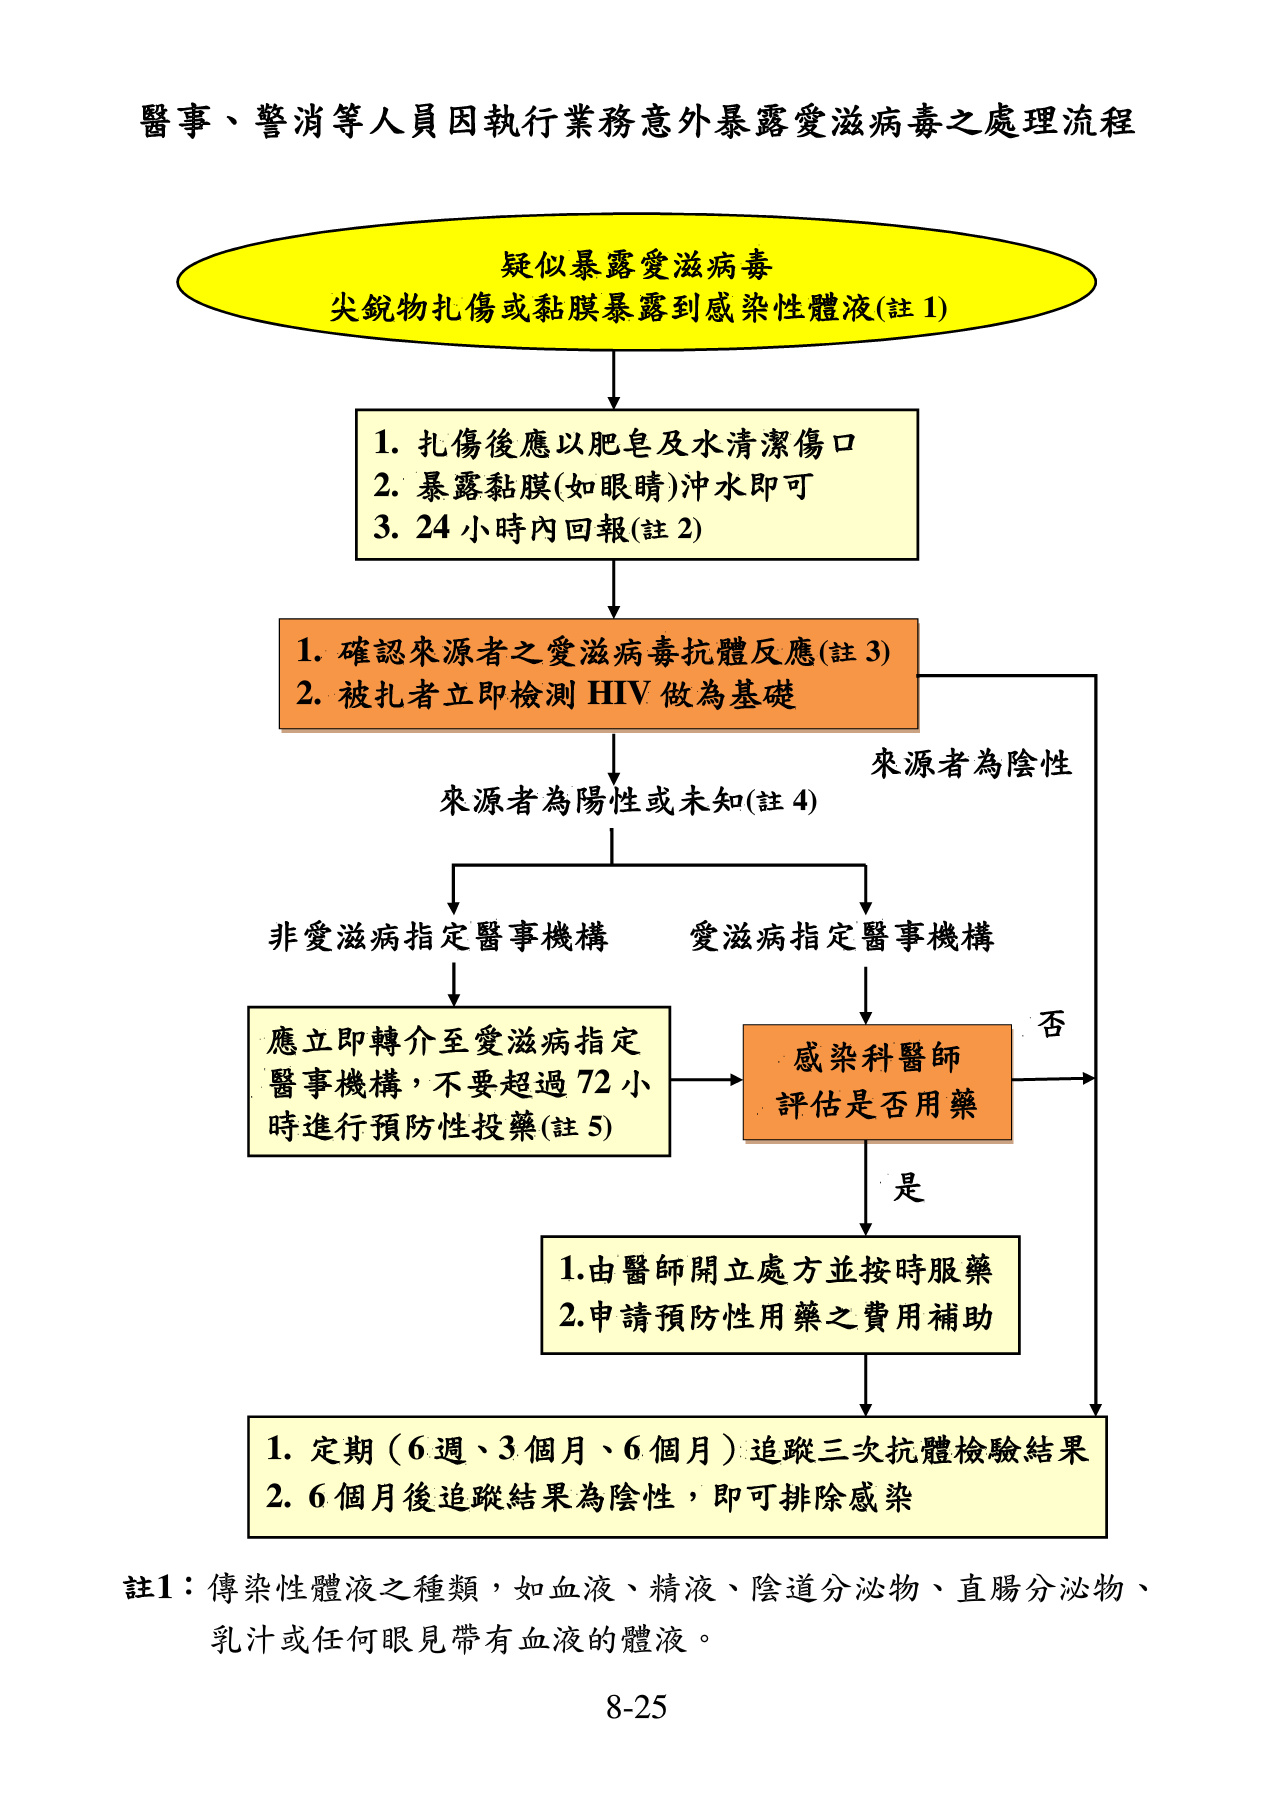 醫事、警消等人員因執行業務意外暴露愛滋病毒之處理流程
疑似暴露愛滋病毒
尖銳物扎傷或黏膜暴露到感染性體液(註 1)
1. 扎傷後應以肥皂及水清潔傷口
2. 暴露黏膜(如眼睛)沖水即可
3. 24 小時內回報(註 2)
1. 確認來源者之愛滋病毒抗體反應(註 3)
2. 被扎者立即檢測 HIV 做為基礎
來源者為陰性
來源者為陽性或未知(註 4)
非愛滋病指定醫事機構
愛滋病指定醫事機構
應立即轉介至愛滋病指定
醫事機構，不要超過 72 小
時進行預防性投藥(註 5)
感染科醫師
評估是否用藥
否
是
1.由醫師開立處方並按時服藥
2.申請預防性用藥之費用補助
1. 定期（6 週、3 個月、6 個月）追蹤三次抗體檢驗結果
2. 6 個月後追蹤結果為陰性，即可排除感染
註1：傳染性體液之種類，如血液、精液、陰道分泌物、直腸分泌物、
乳汁或任何眼見帶有血液的體液。
8-25